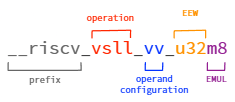 operation EEW
__riscv_vsll_vv_u32m8
prefix operand EMUL
configuration